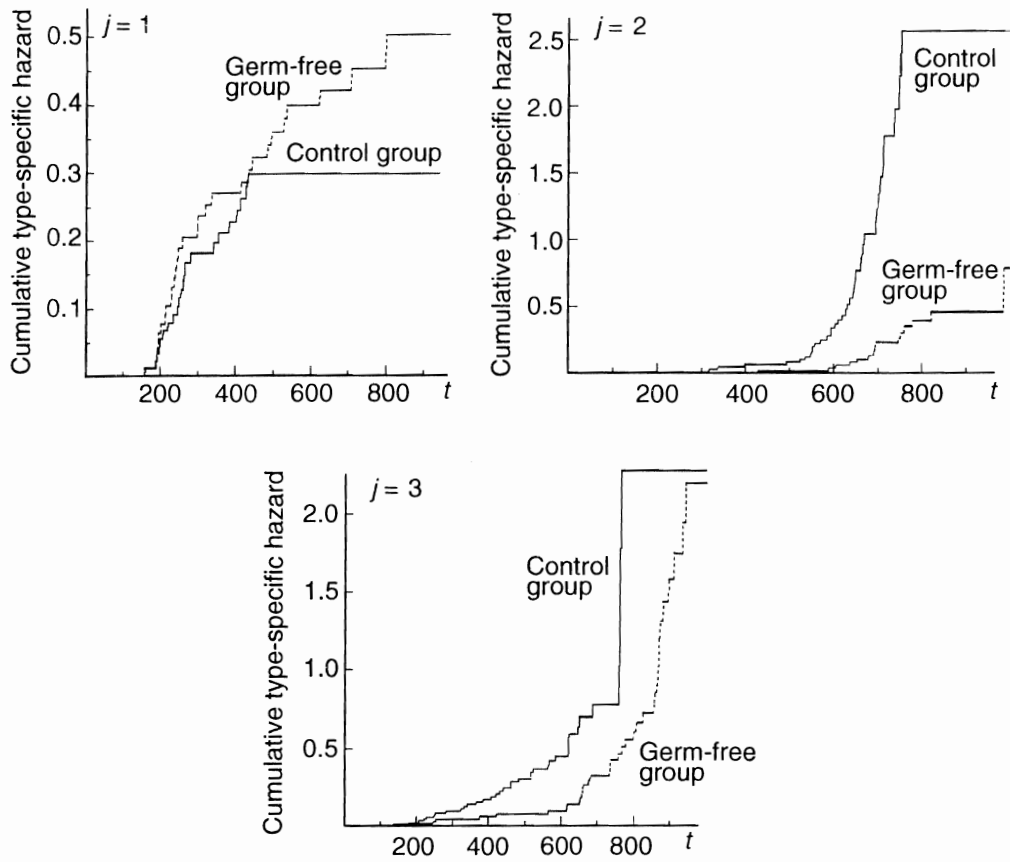 Cumulative type-specific hazard
j = 1
0.5
0.4
0.3
0.2
0.1
Germ-free
group
Control group
200
400
600
800
t
Cumulative type-specific hazard
j = 2
2.5
2.0
1.5
1.0
0.5
Control
group
Germ-free
group
200
400
600
800
t
Cumulative type-specific hazard
j = 3
2.0
1.5
1.0
0.5
Control
group
Germ-free
group
200
400
600
800
t